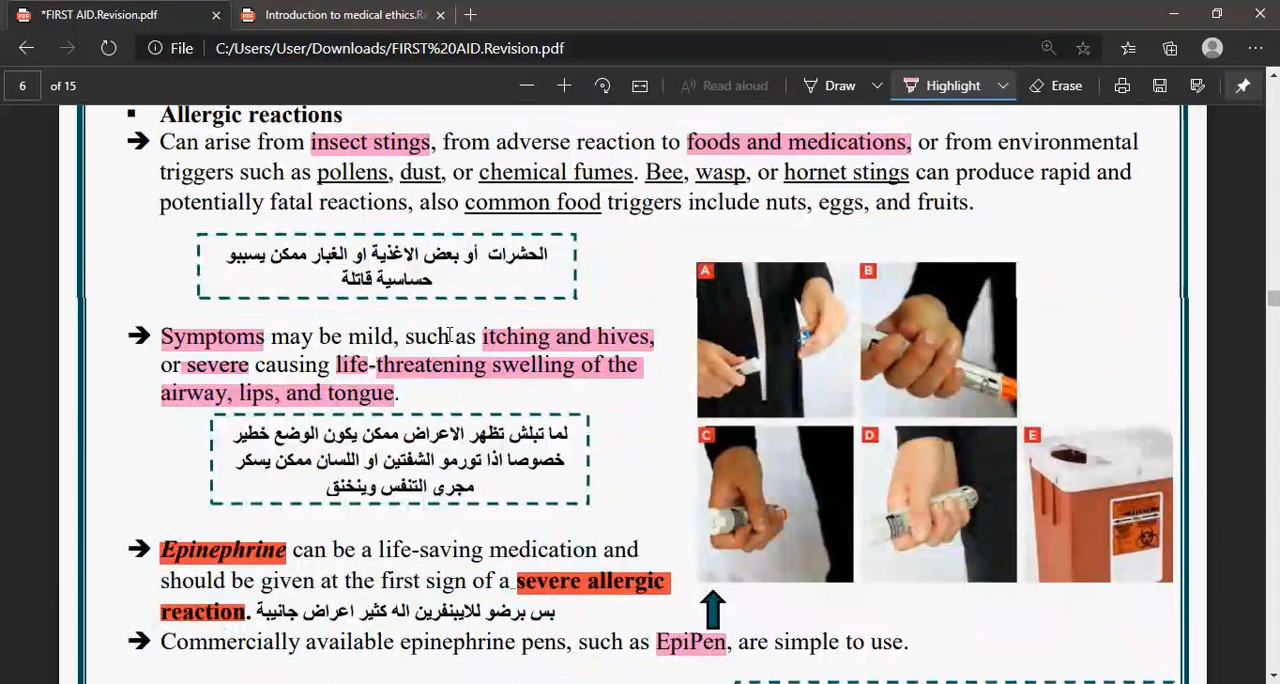 *FIRST AID.Revision.pdf
Introduction to medical ethics.Re
File
C:/Users/User/Downloads/FIRST%20AID.Revision.pdf
6 of 15
Read aloud
Draw
Highlight
Erase
Allergic reactions
Can arise from insect stings, from adverse reaction to foods and medications, or from environmental
triggers such as pollens, dust, or chemical fumes. Bee, wasp, or hornet stings can produce rapid and
potentially fatal reactions, also common food triggers include nuts, eggs, and fruits.
الحشرات أو بعض الاغذية او الغبار ممكن يسببو
حساسية قاتلة
Symptoms may be mild, such as itching and hives,
or severe causing life-threatening swelling of the
airway, lips, and tongue.
لما تبلش تظهر الاعراض ممكن يكون الوضع خطير
خصوصا اذا تورمو الشفتين او اللسان ممكن يسكر
مجرى التنفس وينخنق
A
B
C
D
E
Epinephrine can be a life-saving medication and
should be given at the first sign of a severe allergic
reaction. بس برضو للايبنفرين اله كثير اعراض جانيبة
Commercially available epinephrine pens, such as EpiPen, are simple to use.